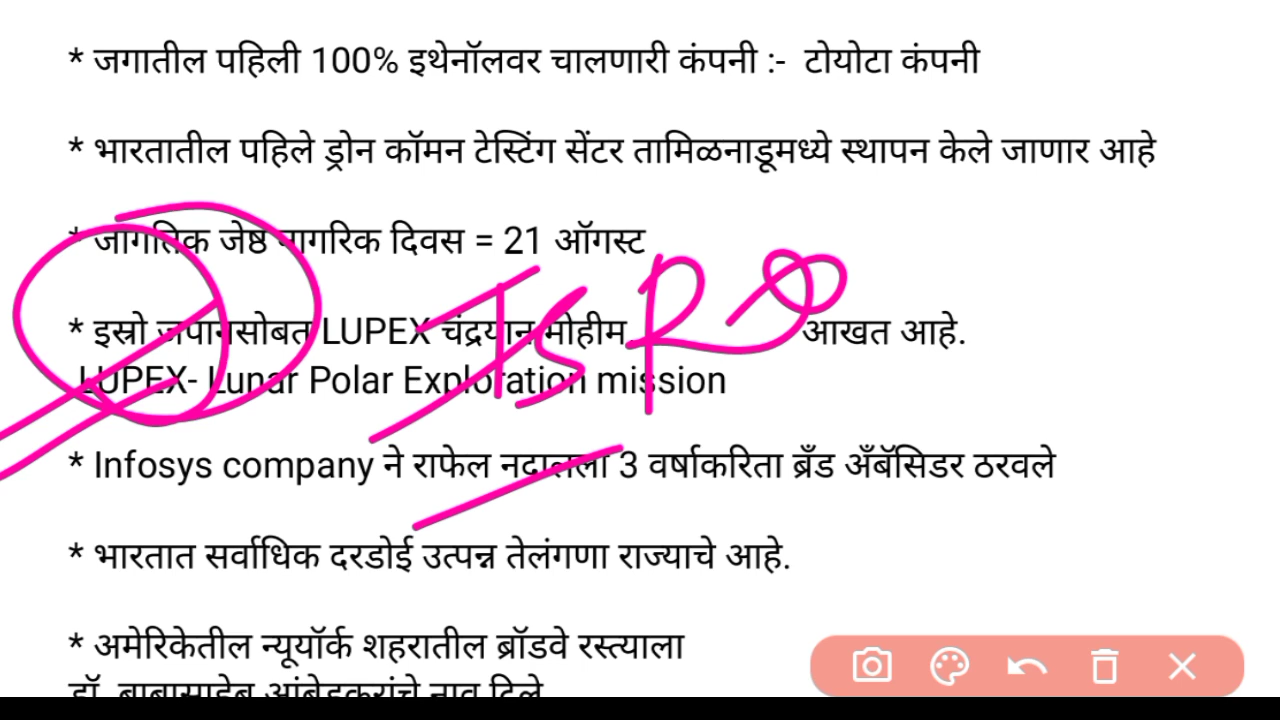 * जगातील पहिली 100% इथेनॉलवर चालणारी कंपनी :- टोयोटा कंपनी
* भारतातील पहिले ड्रोन कॉमन टेस्टिंग सेंटर तामिळनाडूमध्ये स्थापन केले जाणार आहे
* जागतिक जेष्ठ नागरिक दिवस = 21 ऑगस्ट
* इस्रो जपानसोबत LUPEX चंद्रयान मोहीम आखत आहे.
ISRO
LUPEX- Lunar Polar Exploration mission
* Infosys company ने राफेल नदालला 3 वर्षाकरिता ब्रँड अँबॅसिडर ठरवले
* भारतात सर्वाधिक दरडोई उत्पन्न तेलंगणा राज्याचे आहे.
* अमेरिकेतील न्यूयॉर्क शहरातील ब्रॉडवे रस्त्याला
डॉ. बाबासाहेब आंबेडकरांचे नाव दिले